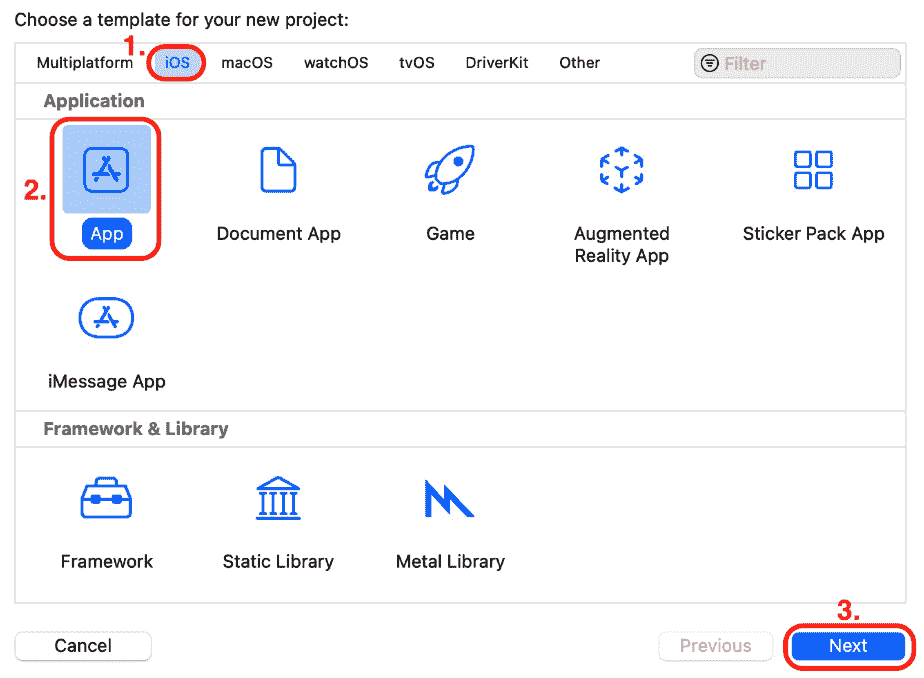 Choose a template for your new project:
1.
Multiplatform iOS macOS watchOS tvOS DriverKit Other Filter
Application
2.
App Document App Game Augmented Reality App Sticker Pack App
iMessage App
Framework & Library
Framework Static Library Metal Library
3.
Cancel Previous Next